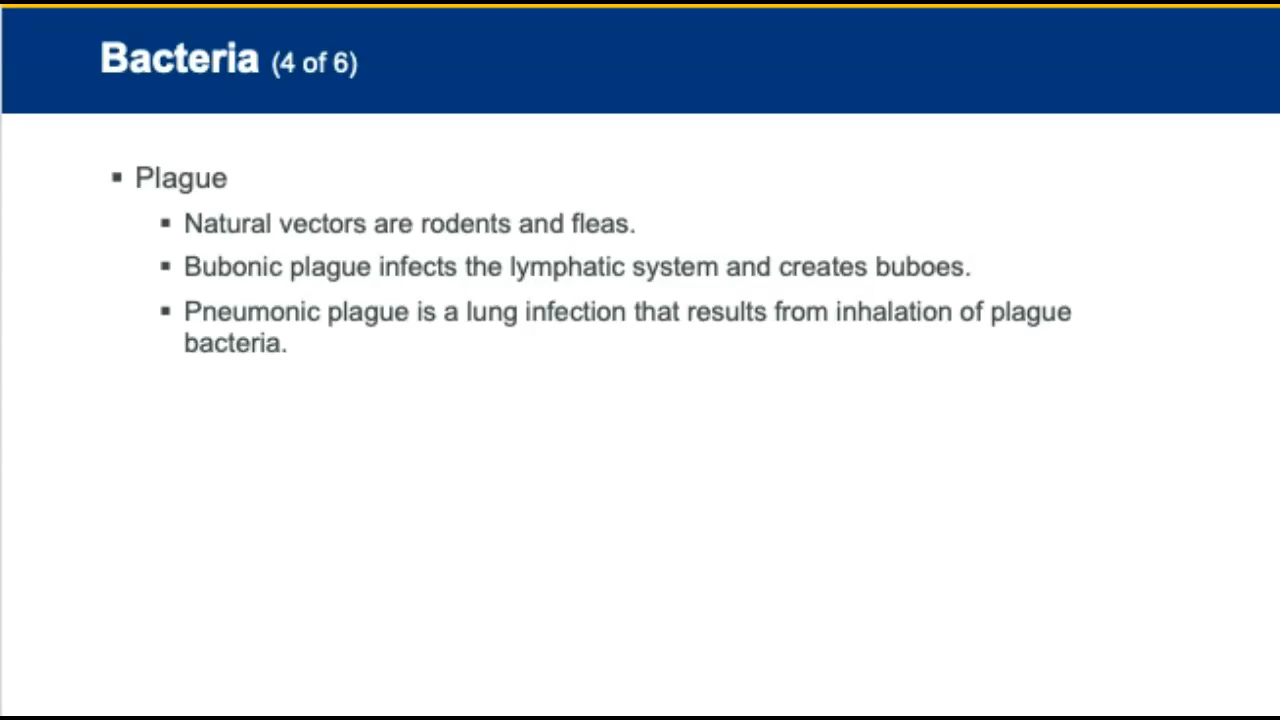 Bacteria (4 of 6)
▪ Plague
▪ Natural vectors are rodents and fleas.
▪ Bubonic plague infects the lymphatic system and creates buboes.
▪ Pneumonic plague is a lung infection that results from inhalation of plague
bacteria.